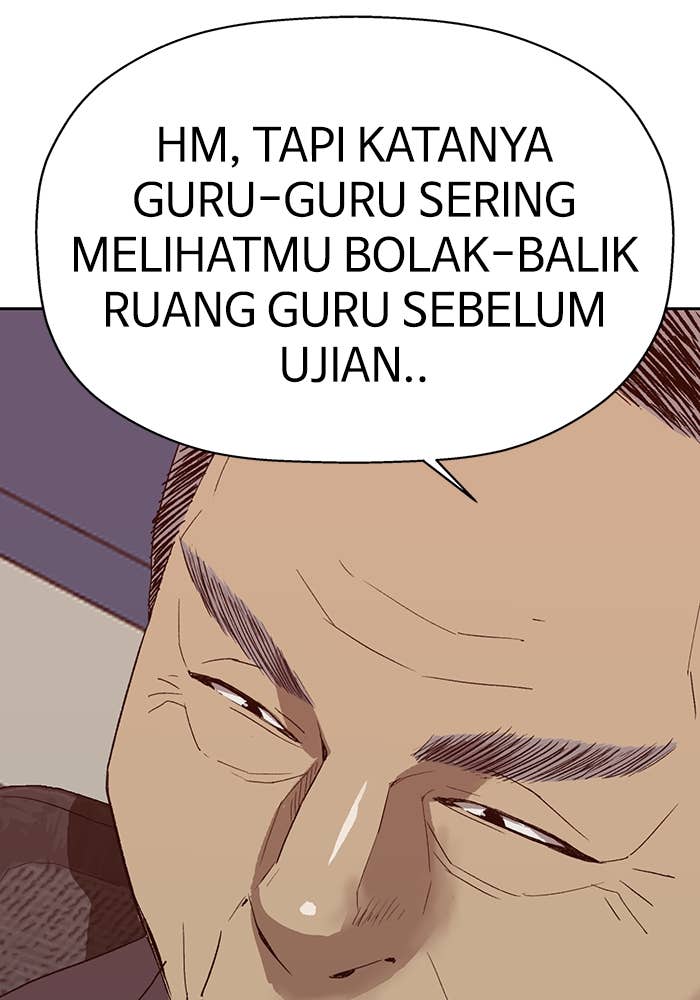 HM, TAPI KATANYA
GURU-GURU SERING
MELIHATMU BOLAK-BALIK
RUANG GURU SEBELUM
UJIAN..